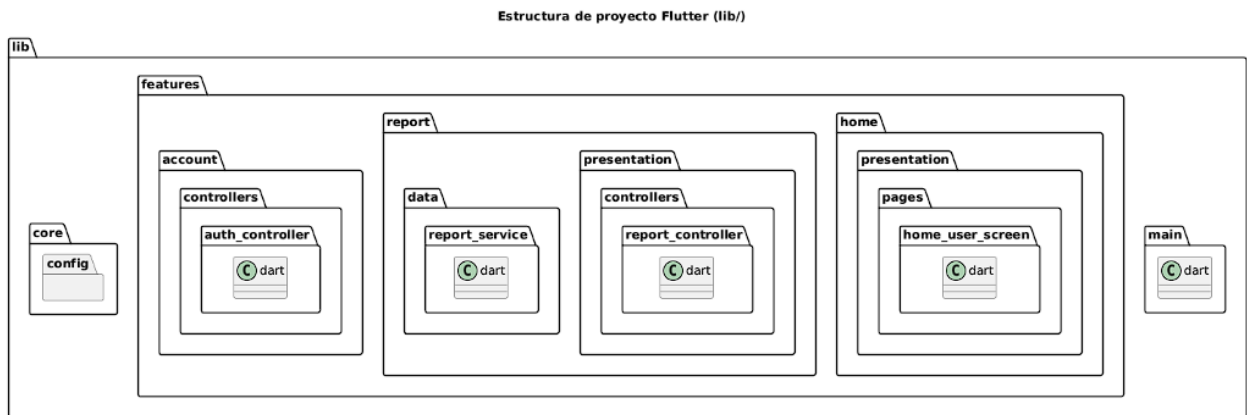 Estructura de proyecto Flutter (lib/)
lib
features
report
home
account
presentation
presentation
controllers
data
controllers
pages
core
auth_controller
report_service
report_controller
home_user_screen
main
config
C dart
C dart
C dart
C dart
C dart